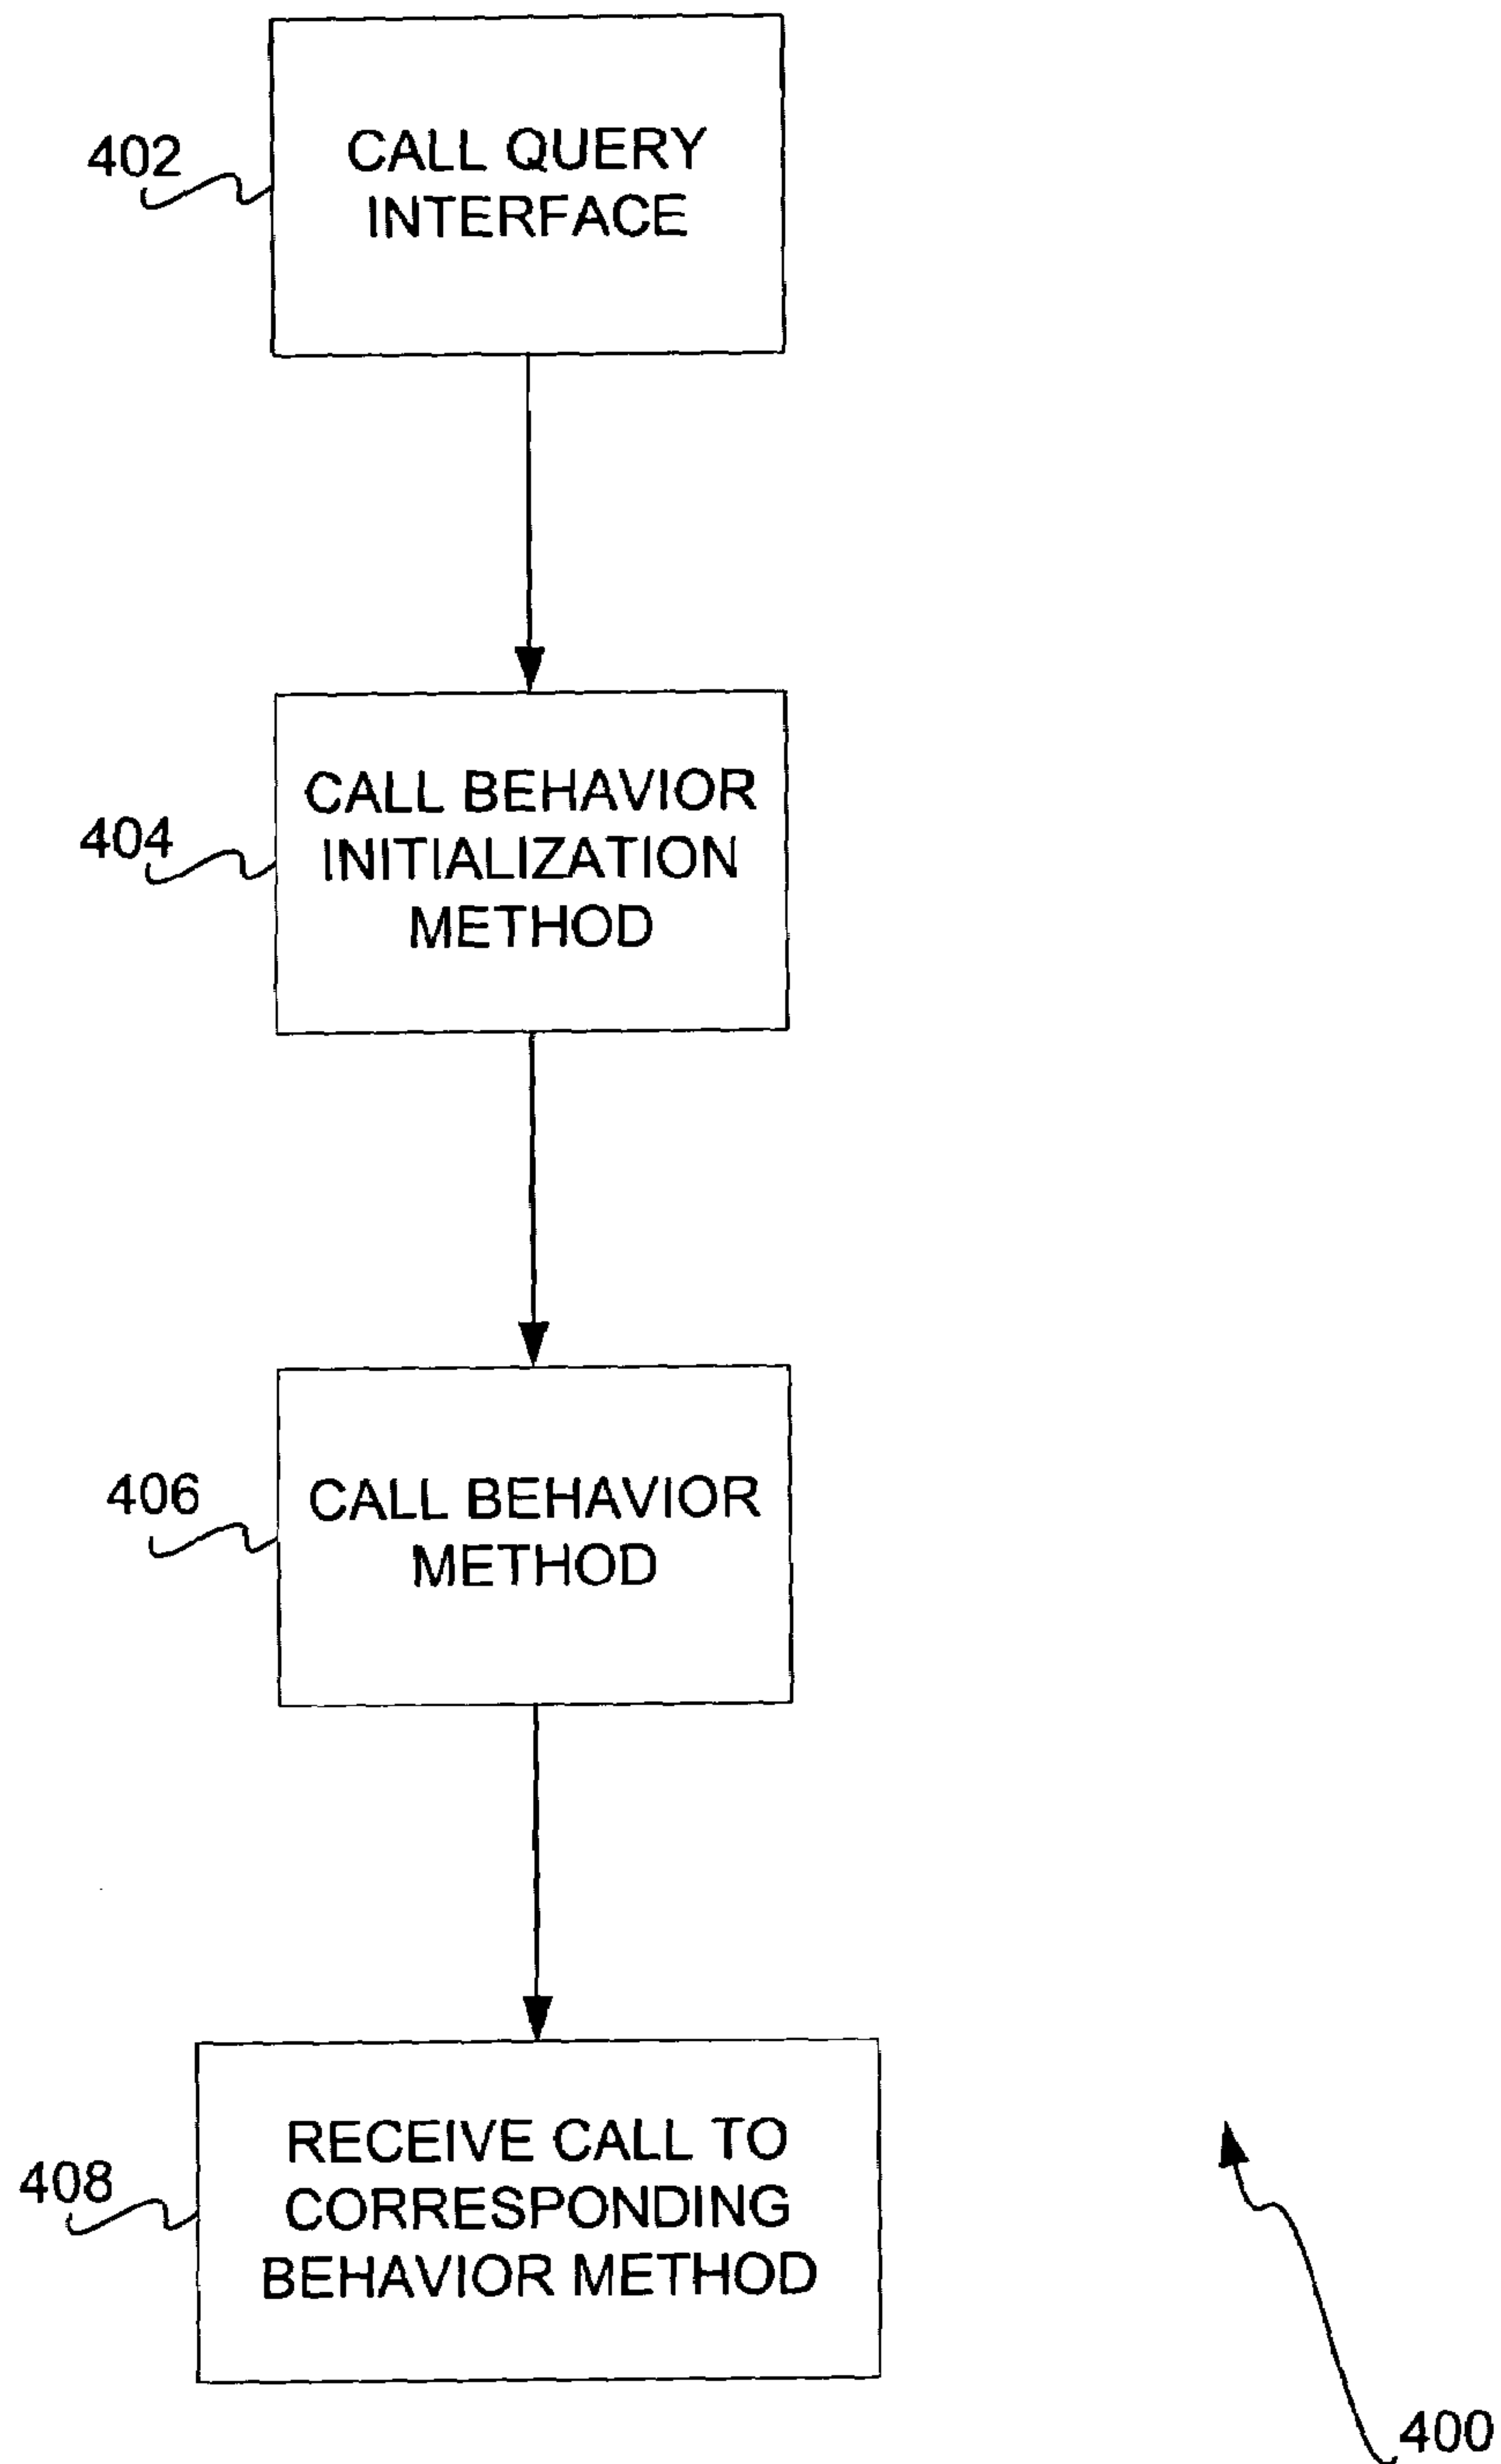 402
CALL QUERY
INTERFACE
404
CALL BEHAVIOR
INITIALIZATION
METHOD
406
CALL BEHAVIOR
METHOD
408
RECEIVE CALL TO
CORRESPONDING
BEHAVIOR METHOD
400